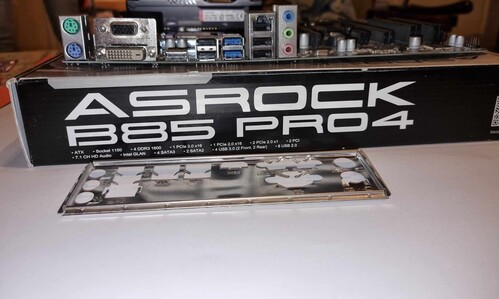 ASROCK
B85 PRO4
• ATX • Socket 1150 • 4 DDR3 1600 • 1 PCIe 3.0 x16 • 1 PCIe 2.0 x16 • 2 PCIe 2.0 x1 • 2 PCI
• 7.1 CH HD Audio • Intel GLAN • 4 SATA3 • 2 SATA2 • 4 USB 3.0 (2 Front, 2 Rear) • 8 USB 2.0